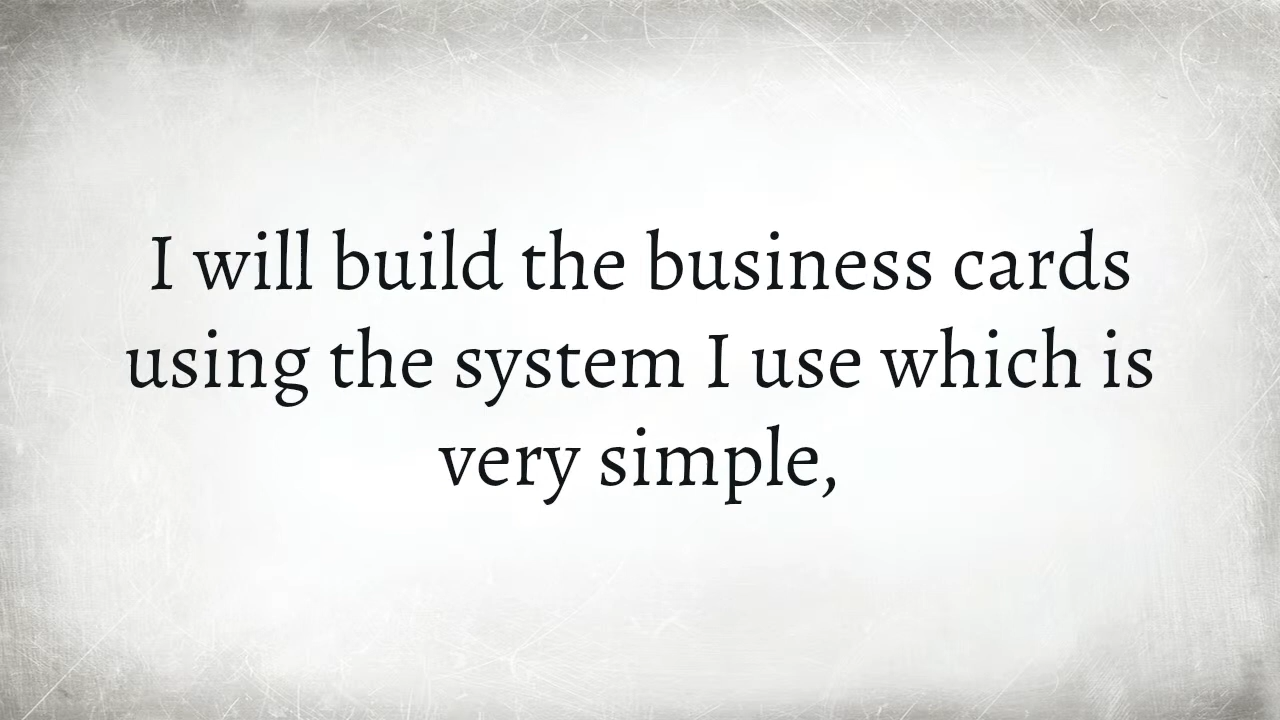 I will build the business cards
using the system I use which is
very simple,